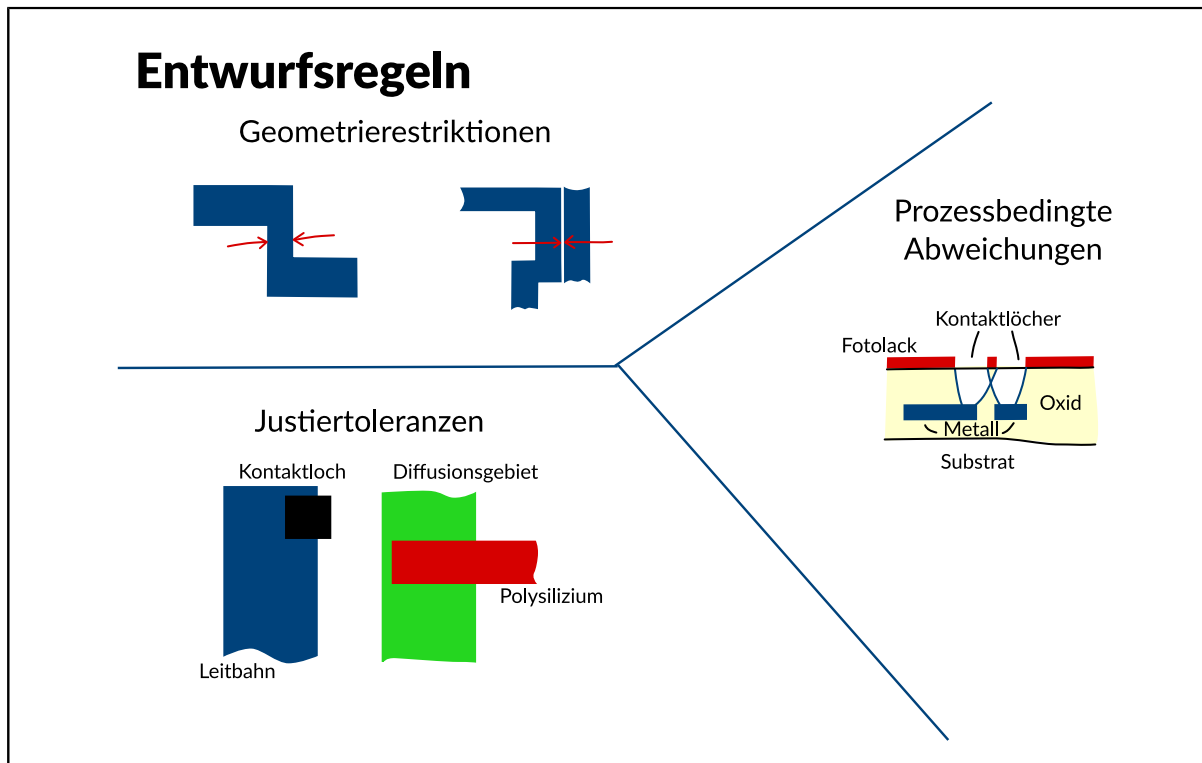 Entwurfsregeln
Geometrierestriktionen
Prozessbedingte
Abweichungen
Kontaktlöcher
Fotolack
Oxid
Metall
Substrat
Justiertoleranzen
Kontaktloch
Diffusionsgebiet
Polysilizium
Leitbahn